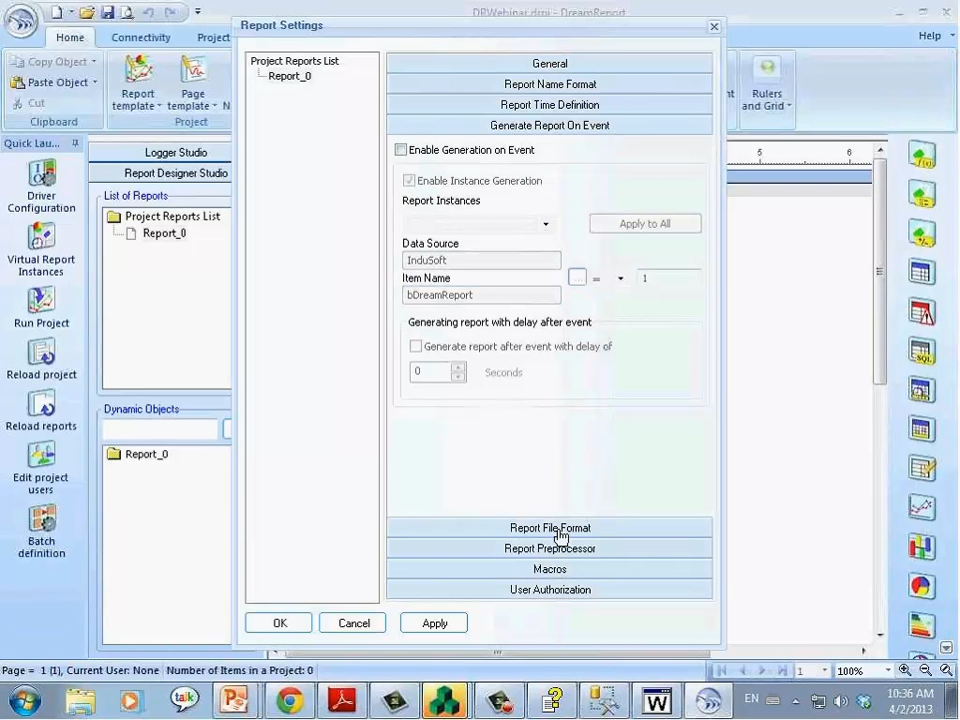 DRWebinar.drpj - DreamReport
Report Settings
Home
Connectivity
Project
Help
Copy Object
Paste Object
Cut
Clipboard
Report template
Page template
Project
Rulers and Grid
Quick Lau...
Driver Configuration
Virtual Report Instances
Run Project
Reload project
Reload reports
Edit project users
Batch definition
Logger Studio
Report Designer Studio
List of Reports
Project Reports List
Report_0
Dynamic Objects
Report_0
Project Reports List
Report_0
General
Report Name Format
Report Time Definition
Generate Report On Event
Enable Generation on Event
Enable Instance Generation
Report Instances
Apply to All
Data Source
InduSoft
Item Name
... = 1
bDreamReport
Generating report with delay after event
Generate report after event with delay of
0 Seconds
Report File Format
Report Preprocessor
Macros
User Authorization
OK
Cancel
Apply
5 6
Page = 1 (1), Current User: None Number of Items in a Project: 0
1
100%
talk
EN
10:36 AM
4/2/2013